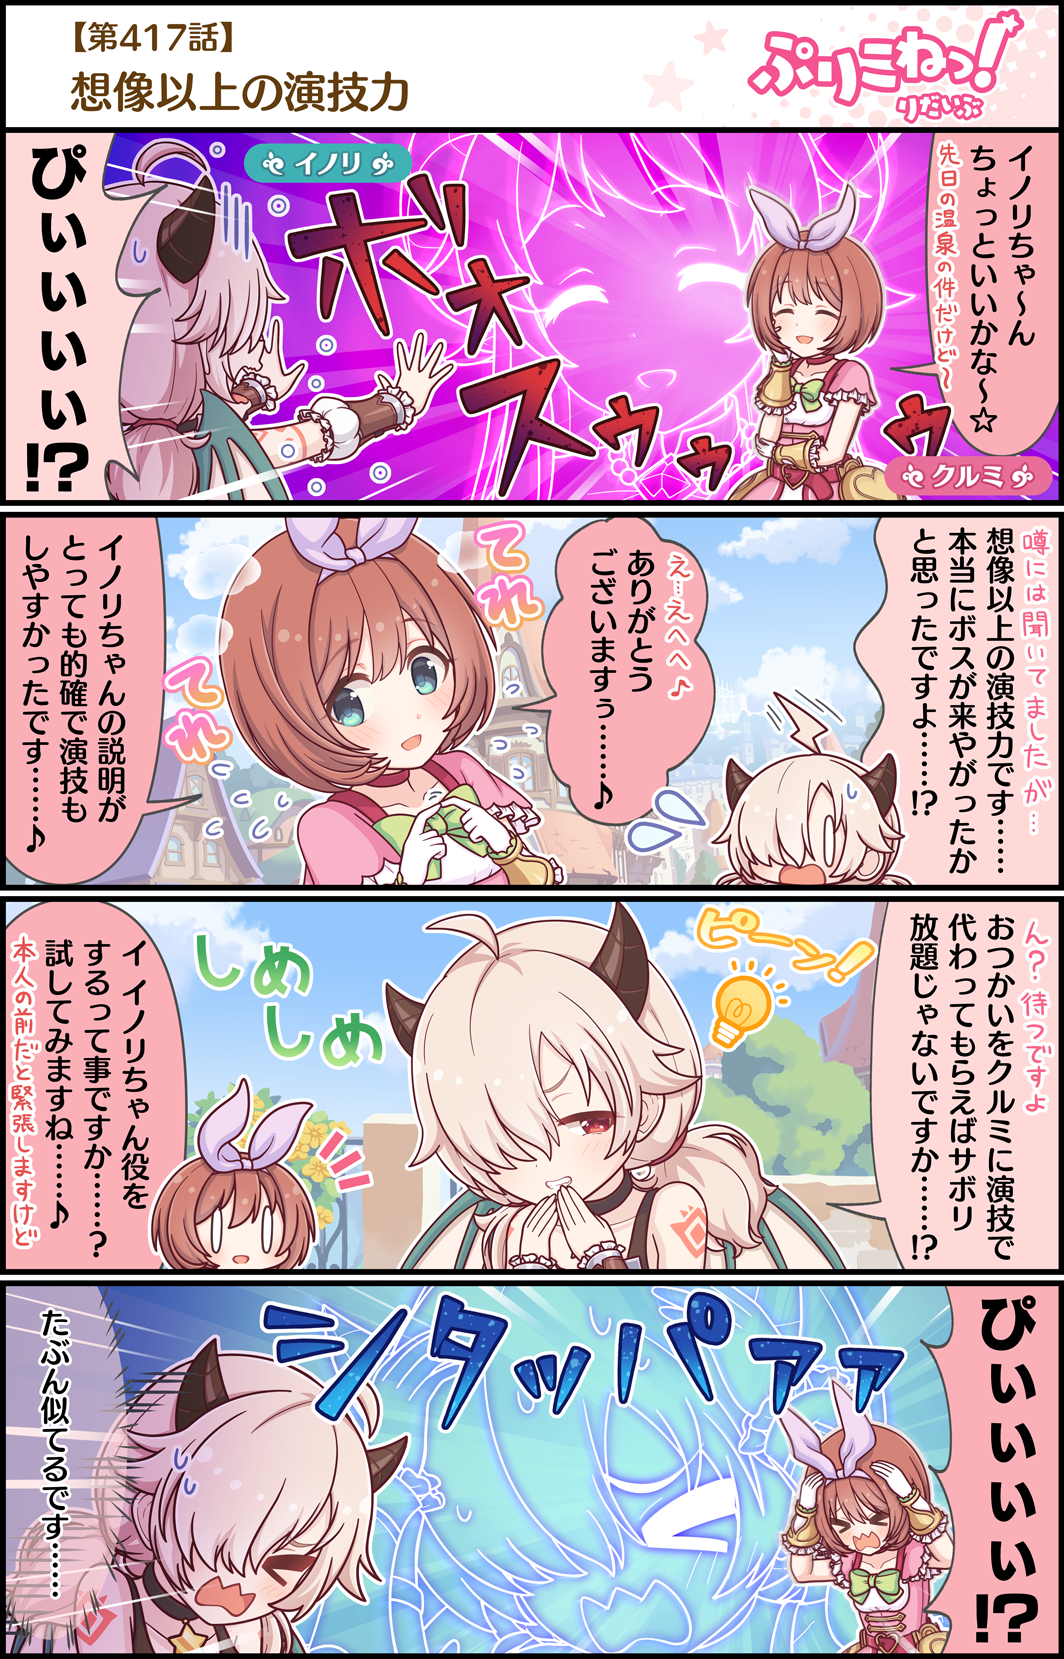 【第417話】
想像以上の演技力
ぷりこねっ!
りだいぶ
イノリちゃ～ん
ちょっといいかな～☆
先日の温泉の件だけど～
クルミ
ボォスゥゥゥ
イノリ
ぴぃぃぃぃ!?
噂には聞いてましたが…
想像以上の演技力です……
本当にボスが来やがったか
と思ったですよ……!?
え…えへへ♪
ありがとう
ございますぅ……♪
てれ
てれ
イノリちゃんの説明が
とっても的確で演技も
しやすかったです……♪
ん?待つですよ
おつかいをクルミに演技で
代わってもらえばサボり
放題じゃないですか……!?
ピーン!
しめ
しめ
イ イノリちゃん役を
するって事ですか……?
試してみますね……♪
本人の前だと緊張しますけど
ぴぃぃぃぃ!?
シタッパァァ
たぶん似てるです……